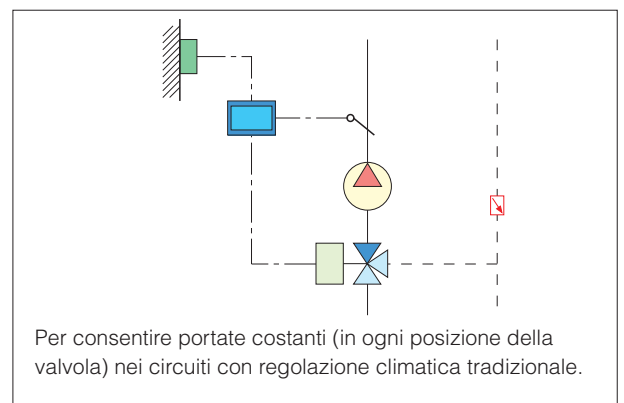 Per consentire portate costanti (in ogni posizione della
valvola) nei circuiti con regolazione climatica tradizionale.